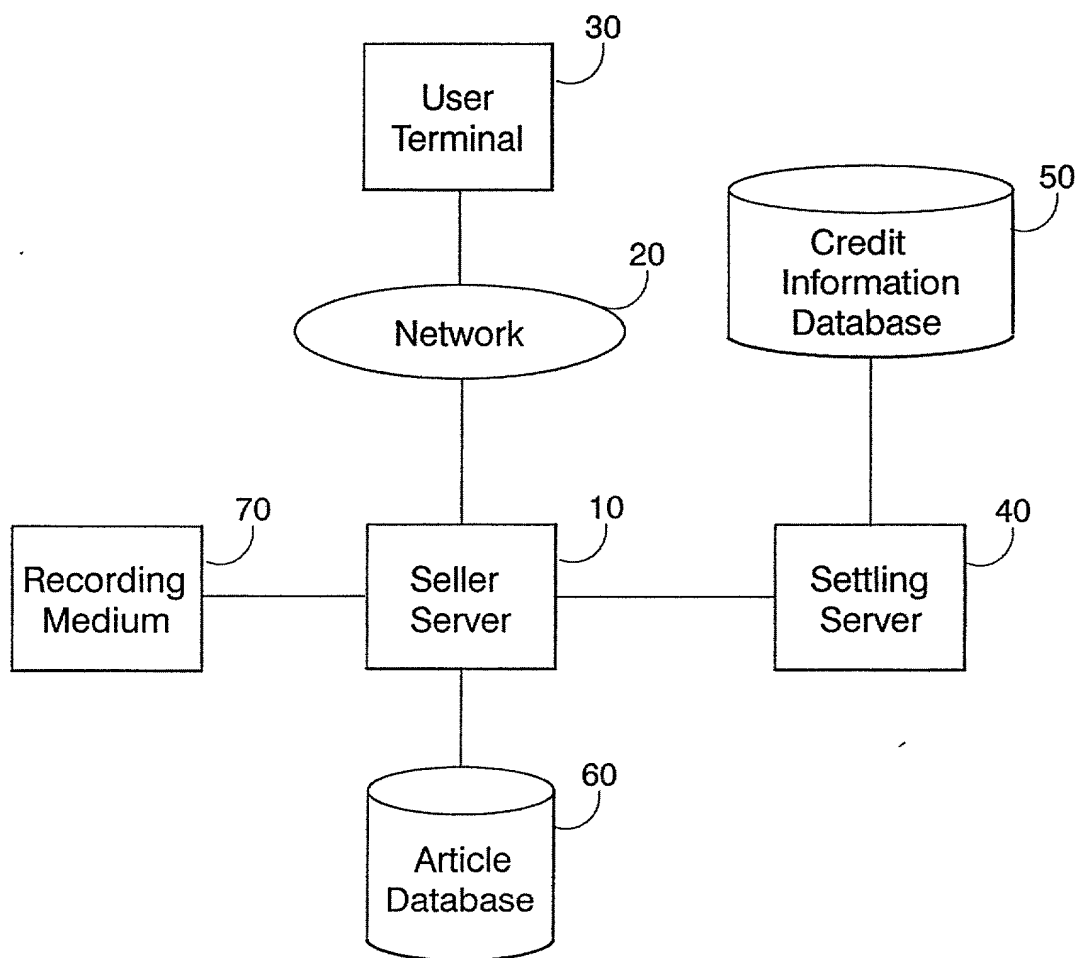 30
User
Terminal
50
Credit
Information
Database
20
Network
70
Recording
Medium
10
Seller
Server
40
Settling
Server
60
Article
Database